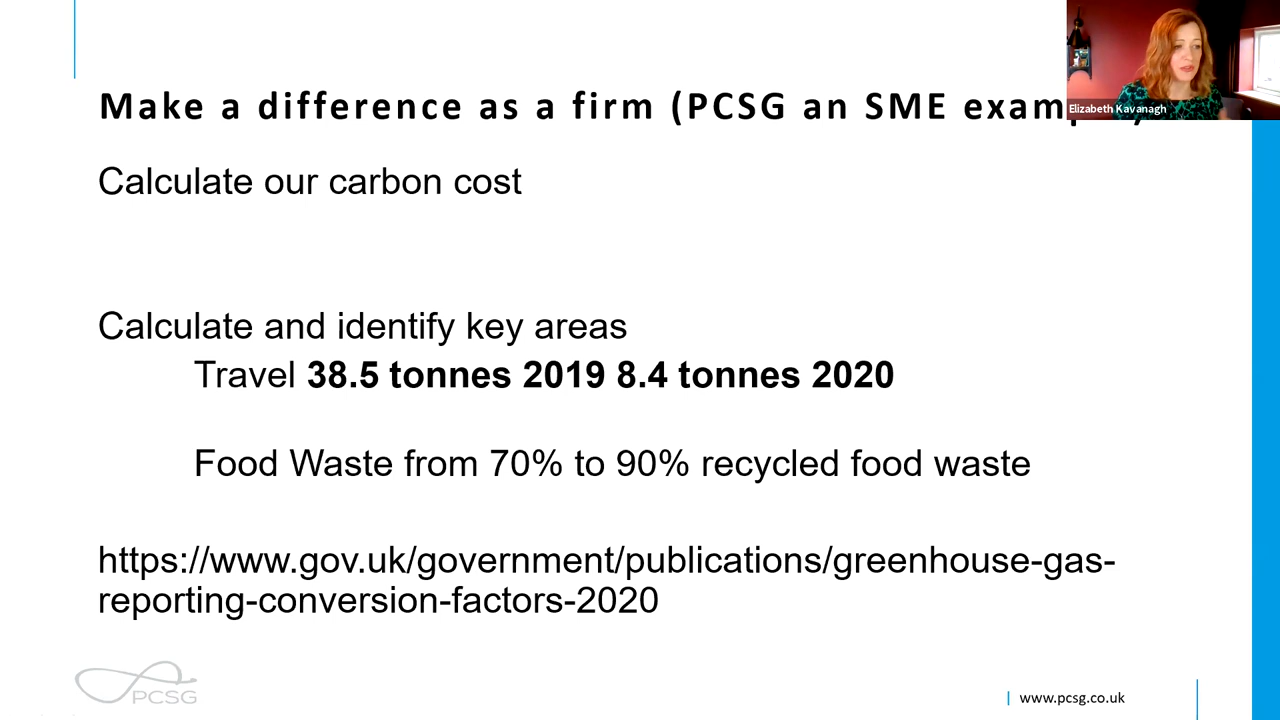 Make a difference as a firm (PCSG an SME
Elizabeth Kavanagh
Calculate our carbon cost
Calculate and identify key areas
Travel 38.5 tonnes 2019 8.4 tonnes 2020
Food Waste from 70% to 90% recycled food waste
https://www.gov.uk/government/publications/greenhouse-gas-
reporting-conversion-factors-2020
PCSG
www.pcsg.co.uk